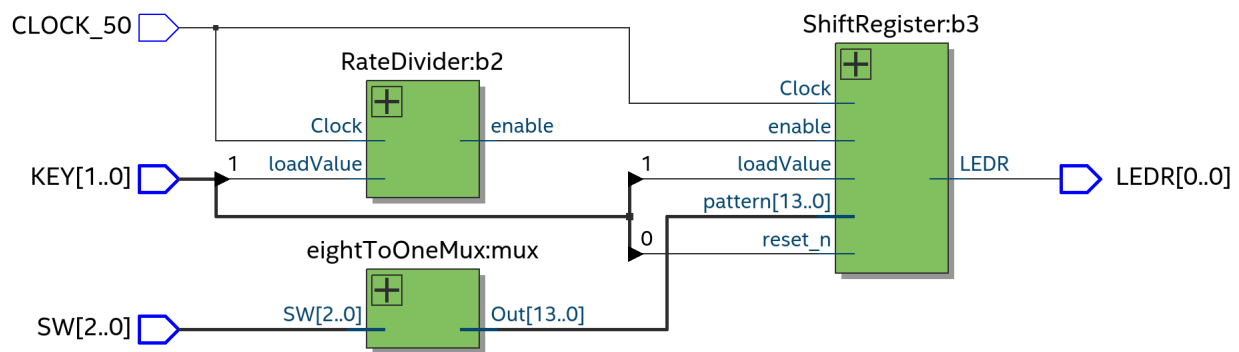 CLOCK_50
ShiftRegister:b3
RateDivider:b2
Clock
Clock
enable
enable
KEY[1..0]
1
loadValue
1
loadValue
LEDR
LEDR[0..0]
pattern[13..0]
0
reset_n
eightToOneMux:mux
SW[2..0]
SW[2..0]
Out[13..0]